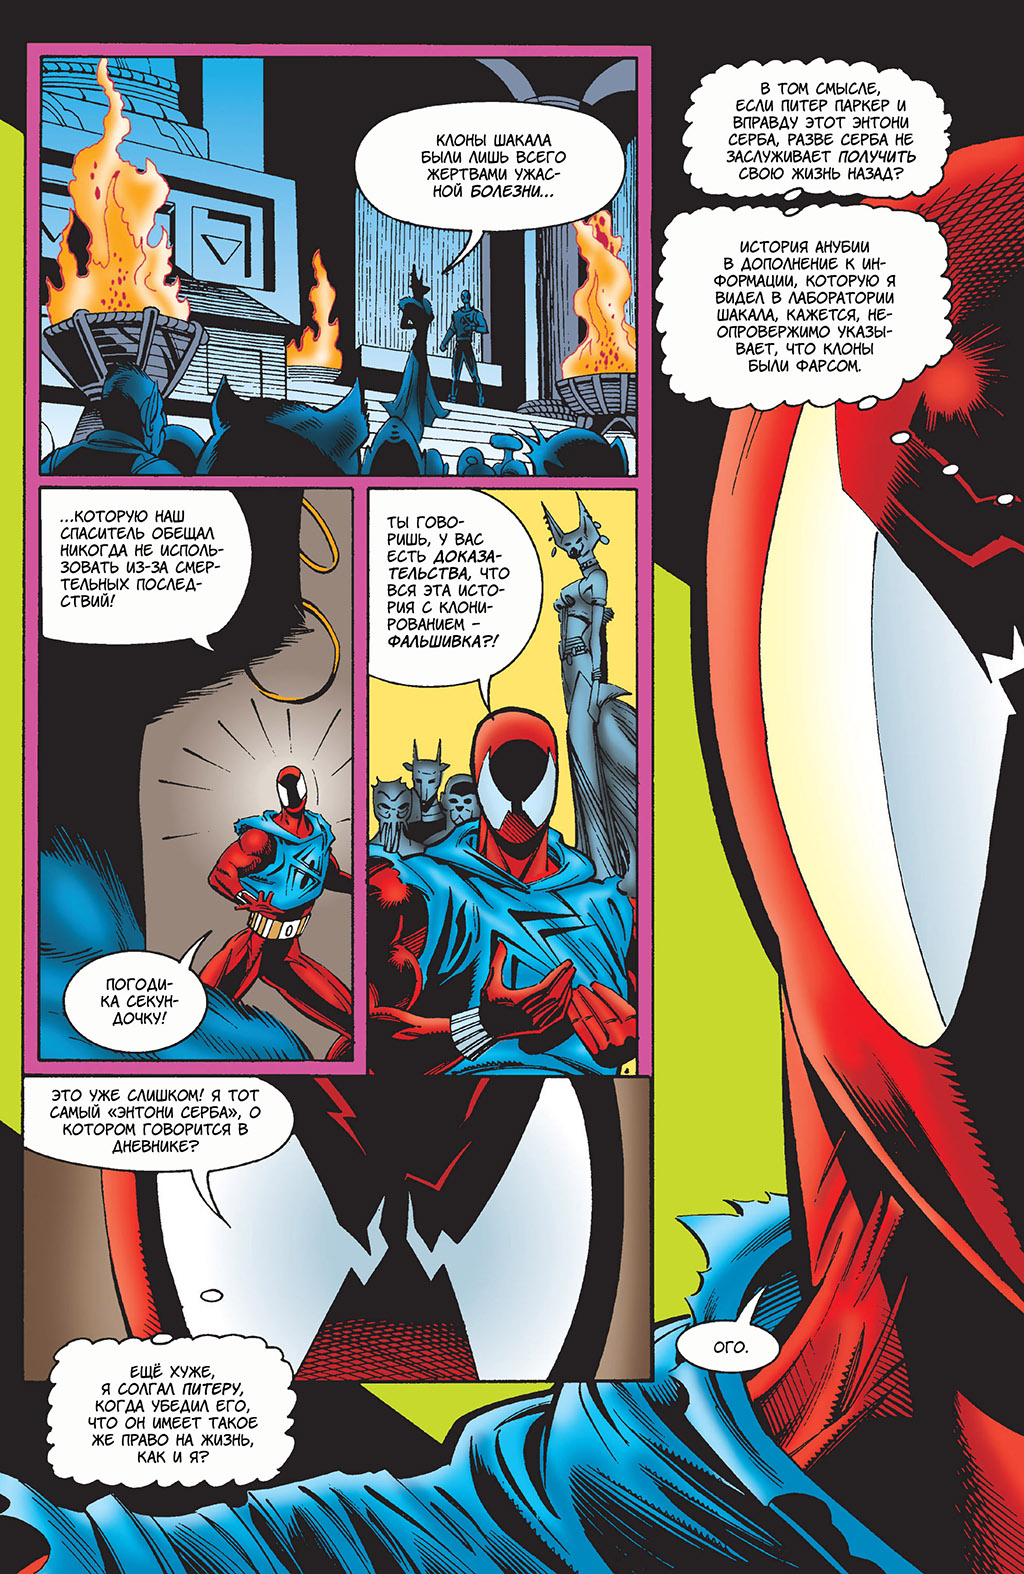 КЛОНЫ ШАКАЛА
БЫЛИ ЛИШЬ ВСЕГО
ЖЕРТВАМИ УЖАС-
НОЙ БОЛЕЗНИ...
...КОТОРУЮ НАШ
СПАСИТЕЛЬ ОБЕЩАЛ
НИКОГДА НЕ ИСПОЛЬ-
ЗОВАТЬ ИЗ-ЗА СМЕР-
ТЕЛЬНЫХ ПОСЛЕД-
СТВИЙ!
ПОГОДИ-
КА СЕКУН-
ДОЧКУ!
ТЫ ГОВО-
РИШЬ, У ВАС
ЕСТЬ ДОКАЗА-
ТЕЛЬСТВА, ЧТО
ВСЯ ЭТА ИСТО-
РИЯ С КЛОНИ-
РОВАНИЕМ –
ФАЛЬШИВКА?!
ЭТО УЖЕ СЛИШКОМ! Я ТОТ
САМЫЙ «ЭНТОНИ СЕРБА», О
КОТОРОМ ГОВОРИТСЯ В
ДНЕВНИКЕ?
ЕЩЁ ХУЖЕ,
Я СОЛГАЛ ПИТЕРУ,
КОГДА УБЕДИЛ ЕГО,
ЧТО ОН ИМЕЕТ ТАКОЕ
ЖЕ ПРАВО НА ЖИЗНЬ,
КАК И Я?
В ТОМ СМЫСЛЕ,
ЕСЛИ ПИТЕР ПАРКЕР И
ВПРАВДУ ЭТОТ ЭНТОНИ
СЕРБА, РАЗВЕ СЕРБА НЕ
ЗАСЛУЖИВАЕТ ПОЛУЧИТЬ
СВОЮ ЖИЗНЬ НАЗАД?
ИСТОРИЯ АНУБИИ
В ДОПОЛНЕНИЕ К ИН-
ФОРМАЦИИ, КОТОРУЮ Я
ВИДЕЛ В ЛАБОРАТОРИИ
ШАКАЛА, КАЖЕТСЯ, НЕ-
ОПРОВЕРЖИМО УКАЗЫ-
ВАЕТ, ЧТО КЛОНЫ
БЫЛИ ФАРСОМ.
ОГО.